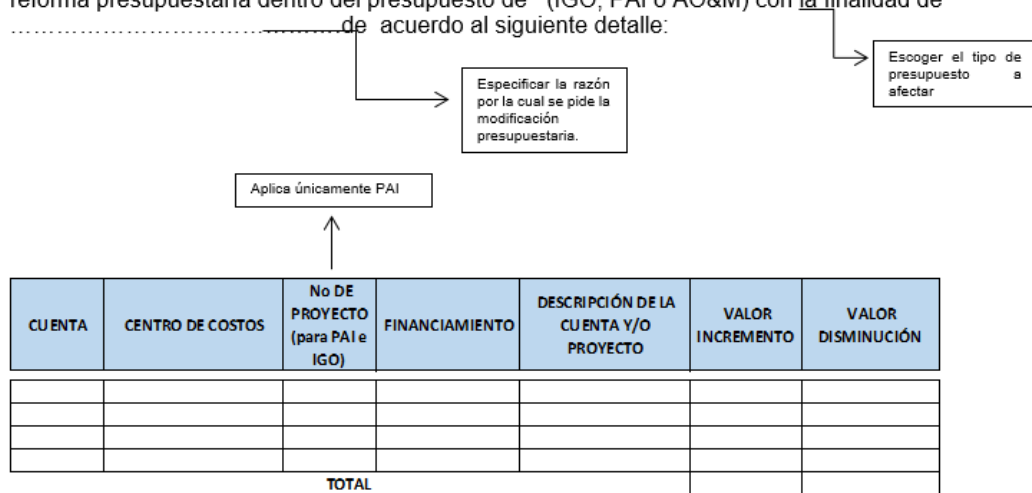 reforma presupuestaria dentro del presupuesto de (IGO, PAI o AO&M) con la finalidad de
……………………………………de acuerdo al siguiente detalle:
Escoger el tipo de
presupuesto a
afectar
Especificar la razón
por la cual se pide la
modificación
presupuestaria.
Aplica únicamente PAI
CUENTA
CENTRO DE COSTOS
No DE
PROYECTO
(para PAI e
IGO)
FINANCIAMIENTO
DESCRIPCIÓN DE LA
CUENTA Y/O
PROYECTO
VALOR
INCREMENTO
VALOR
DISMINUCIÓN
TOTAL